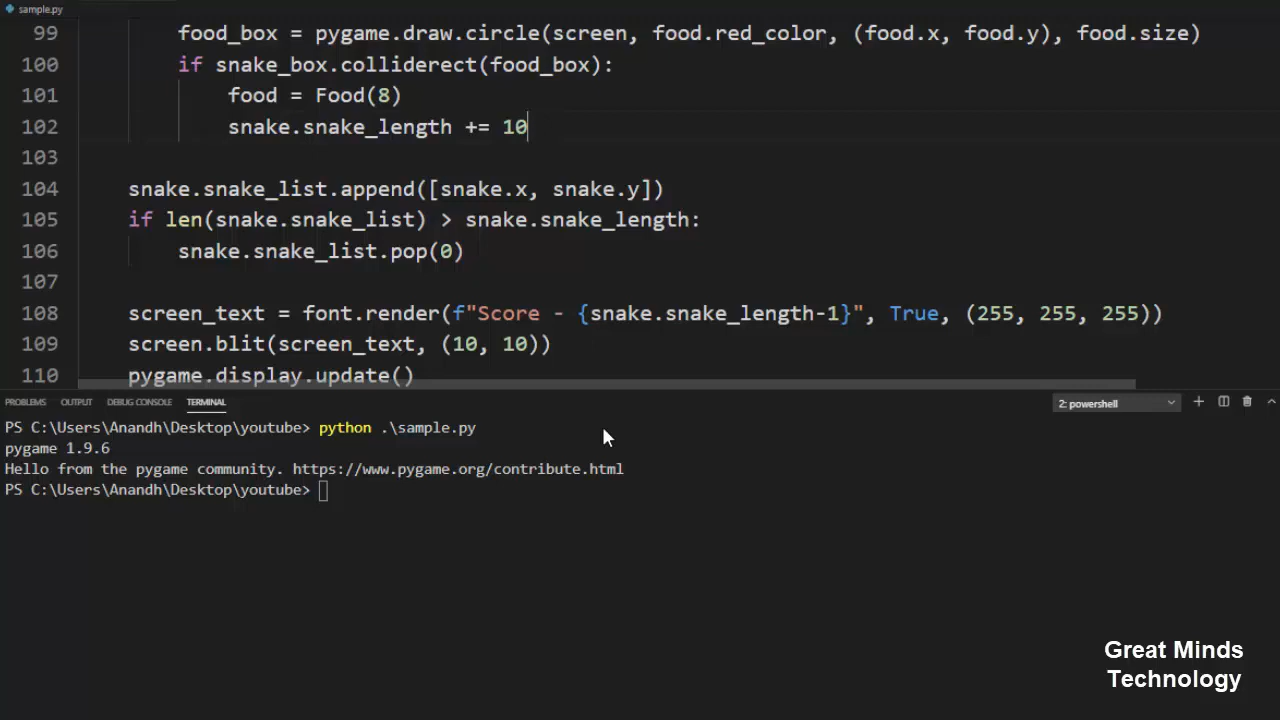 sample.py
99 food_box = pygame.draw.circle(screen, food.red_color, (food.x, food.y), food.size)
100 if snake_box.colliderect(food_box):
101 food = Food(8)
102 snake.snake_length += 10
103
104 snake.snake_list.append([snake.x, snake.y])
105 if len(snake.snake_list) > snake.snake_length:
106 snake.snake_list.pop(0)
107
108 screen_text = font.render(f"Score - {snake.snake_length-1}", True, (255, 255, 255))
109 screen.blit(screen_text, (10, 10))
110 pygame.display.update()
PROBLEMS OUTPUT DEBUG CONSOLE TERMINAL 2: powershell
PS C:\Users\Anandh\Desktop\youtube> python .\sample.py
pygame 1.9.6
Hello from the pygame community. https://www.pygame.org/contribute.html
PS C:\Users\Anandh\Desktop\youtube>
Great Minds
Technology